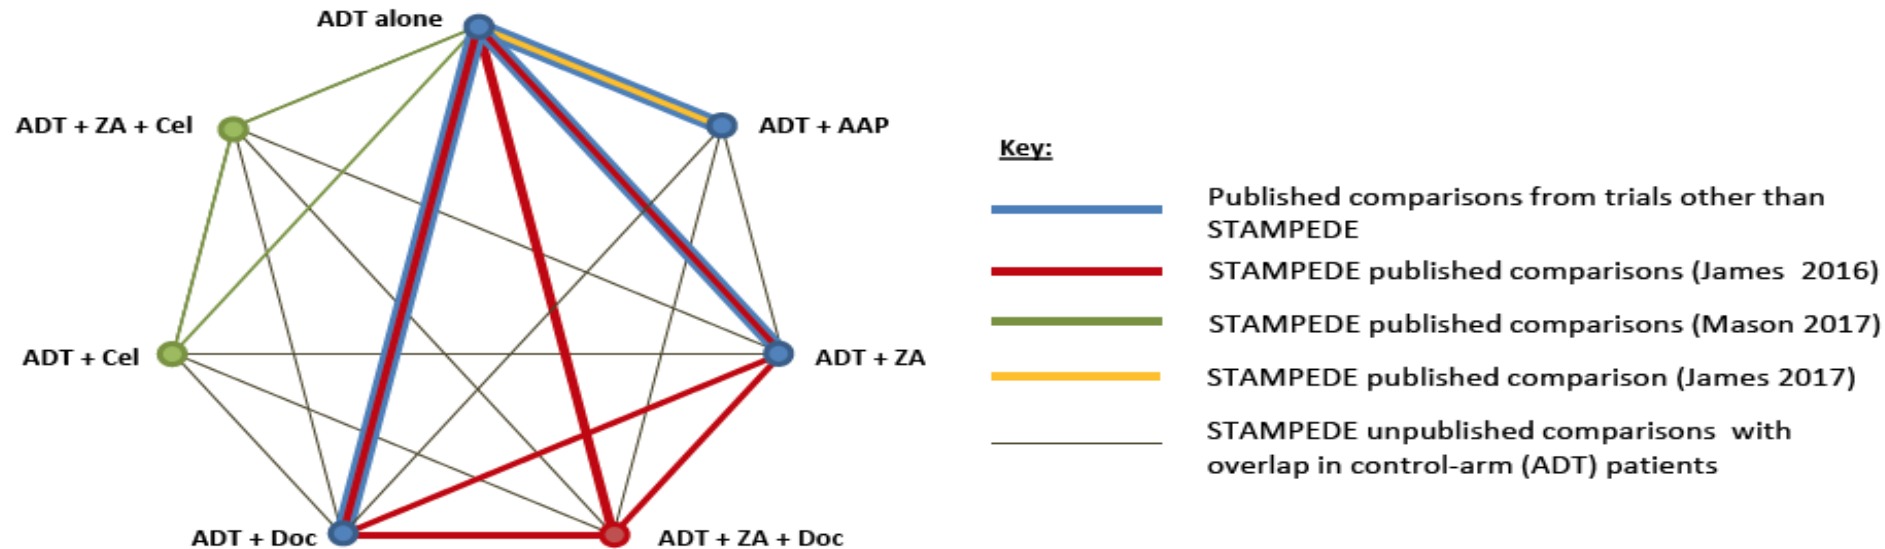 ADT alone
ADT + ZA + Cel
ADT + AAP
ADT + Cel
ADT + ZA
ADT + Doc
ADT + ZA + Doc
Key:
Published comparisons from trials other than
STAMPEDE
STAMPEDE published comparisons (James 2016)
STAMPEDE published comparisons (Mason 2017)
STAMPEDE published comparison (James 2017)
STAMPEDE unpublished comparisons with
overlap in control-arm (ADT) patients